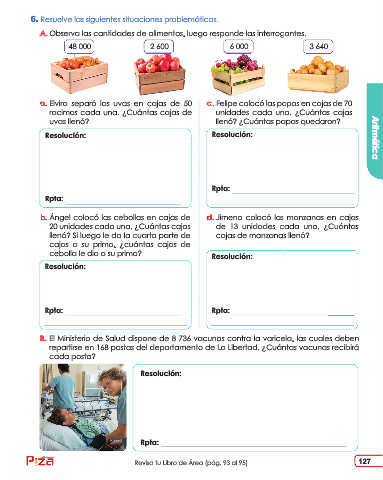 6. Resuelve las siguientes situaciones problemáticas.
A. Observa las cantidades de alimentos, luego responde las interrogantes.
48 000
2 600
6 000
3 640
a. Elvira separó las uvas en cajas de 50
racimos cada una. ¿Cuántas cajas de
uvas llenó?
Resolución:
Rpta:
c. Felipe colocó las papas en cajas de 70
unidades cada una. ¿Cuántas cajas
llenó? ¿Cuántas papas quedaron?
Resolución:
Rpta:
Aritmética
b. Ángel colocó las cebollas en cajas de
20 unidades cada una. ¿Cuántas cajas
llenó? Si luego le da la cuarta parte de
cajas a su primo, ¿cuántas cajas de
cebolla le dio a su primo?
Resolución:
Rpta:
d. Jimena colocó las manzanas en cajas
de 13 unidades cada una. ¿Cuántas
cajas de manzanas llenó?
Resolución:
Rpta:
B. El Ministerio de Salud dispone de 8 736 vacunas contra la varicela, las cuales deben
repartirse en 168 postas del departamento de La Libertad. ¿Cuántas vacunas recibirá
cada posta?
Resolución:
Rpta:
Revisa tu Libro de Área (pág. 93 al 95)
127